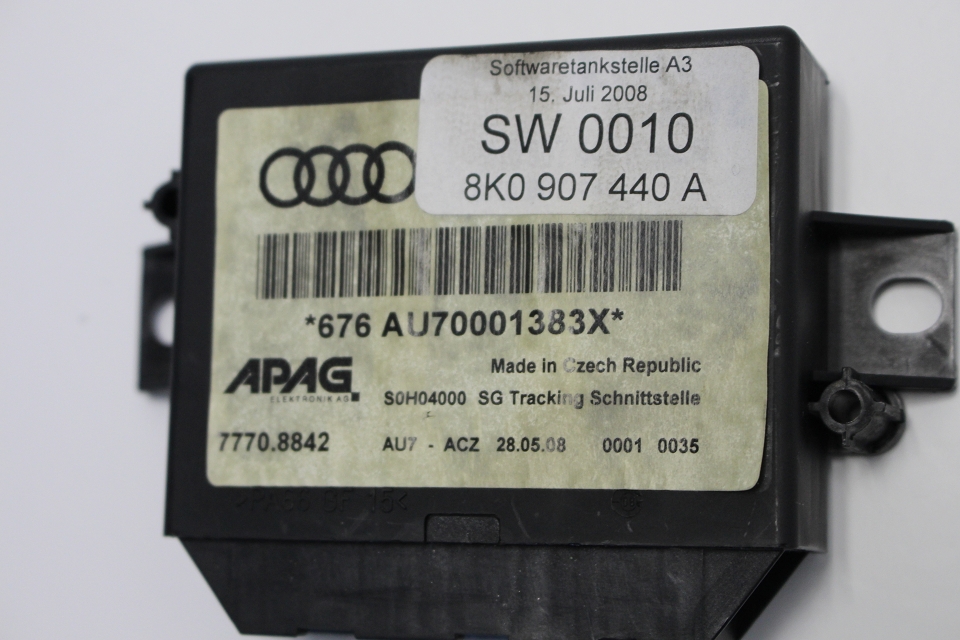 Softwaretankstelle A3
15. Juli 2008
SW 0010
8K0 907 440 A
*676 AU70001383X*
Made in Czech Republic
APAG
ELEKTRONIK AG
S0H04000 SG Tracking Schnittstelle
7770.8842 AU7 - ACZ 28.05.08 0001 0035